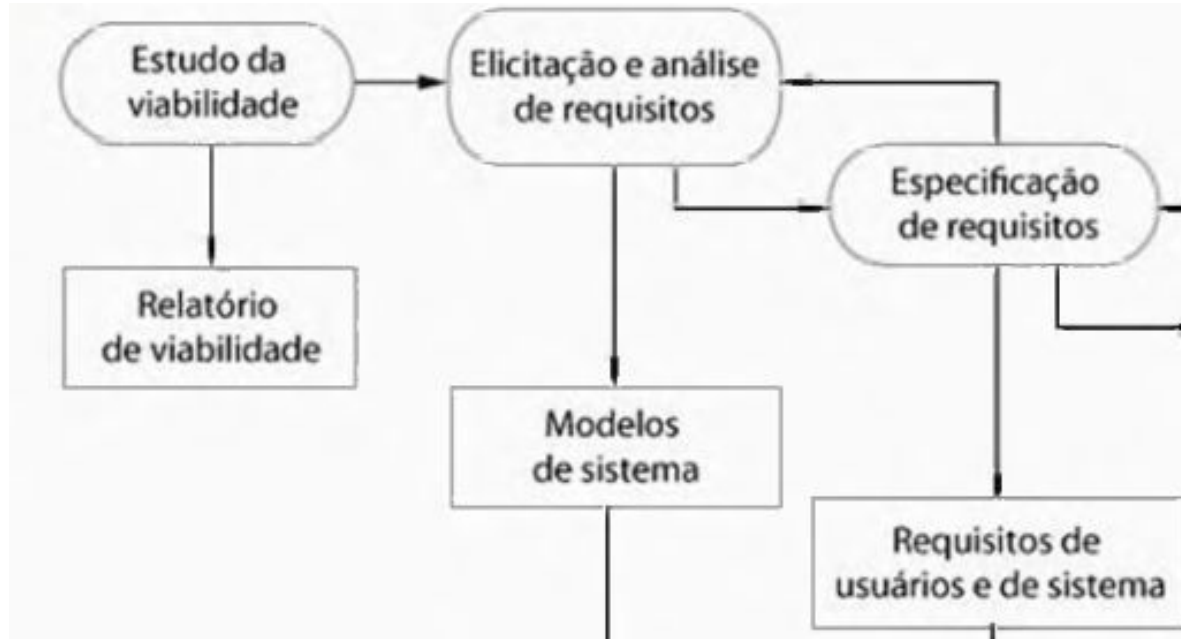 Estudo da
viabilidade
Elicitação e análise
de requisitos
Especificação
de requisitos
Relatório
de viabilidade
Modelos
de sistema
Requisitos de
usuários e de sistema